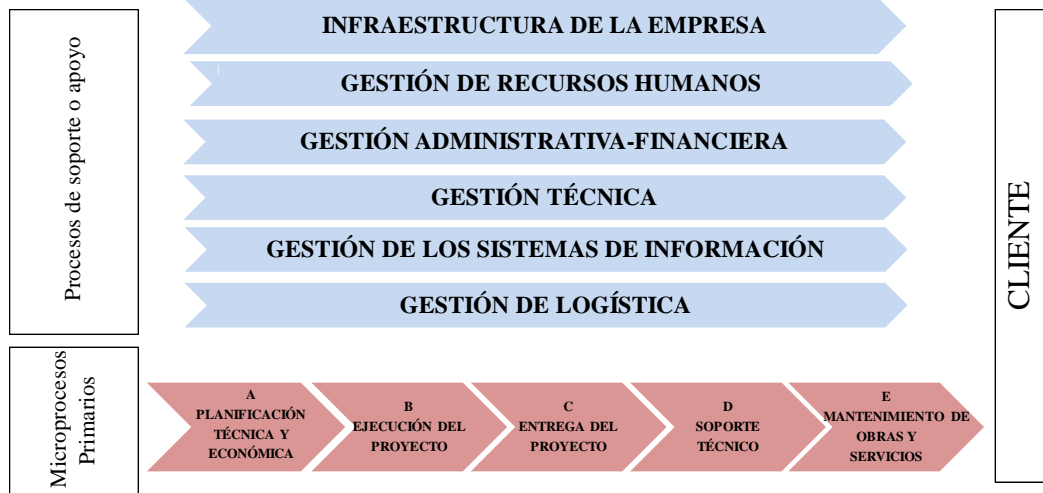 Procesos de soporte o apoyo
INFRAESTRUCTURA DE LA EMPRESA
GESTIÓN DE RECURSOS HUMANOS
GESTIÓN ADMINISTRATIVA-FINANCIERA
GESTIÓN TÉCNICA
GESTIÓN DE LOS SISTEMAS DE INFORMACIÓN
GESTIÓN DE LOGÍSTICA
CLIENTE
Microprocesos
Primarios
A
PLANIFICACIÓN
TÉCNICA Y
ECONÓMICA
B
EJECUCIÓN DEL
PROYECTO
C
ENTREGA DEL
PROYECTO
D
SOPORTE
TÉCNICO
E
MANTENIMIENTO DE
OBRAS Y
SERVICIOS